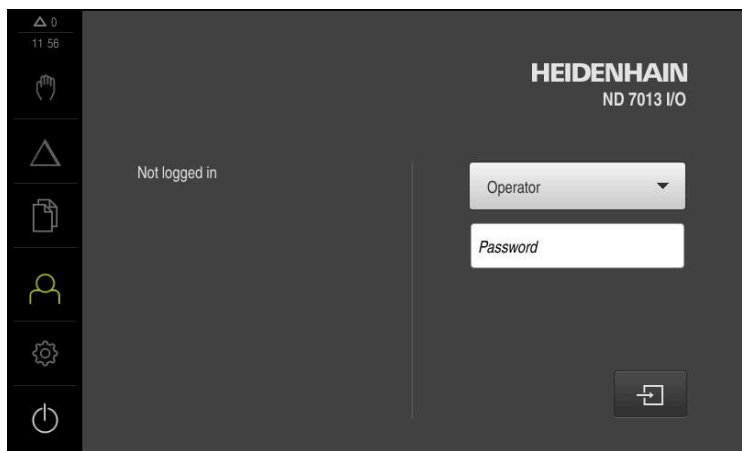 0
11 56
HEIDENHAIN
ND 7013 I/O
Not logged in
Operator
Password